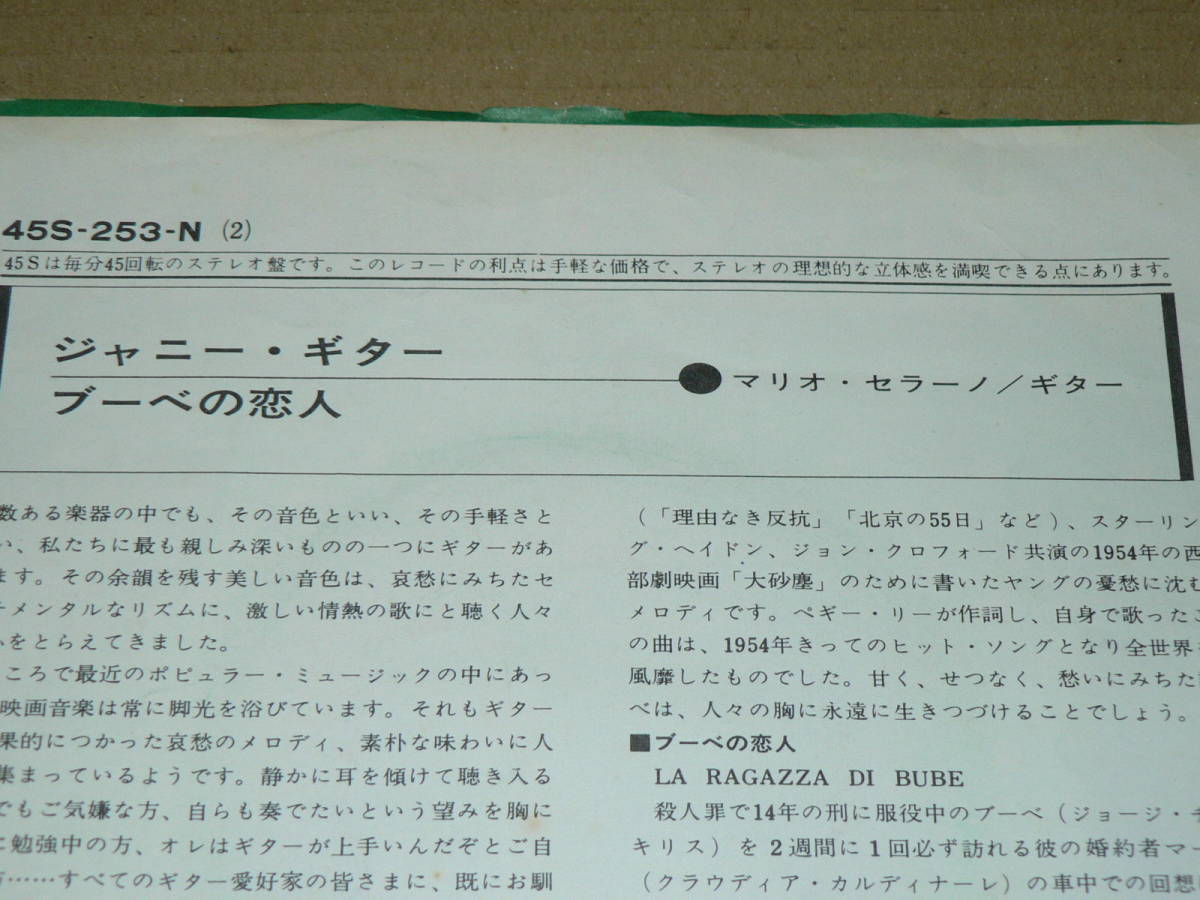 45S-253-N (2)
45Sは毎分45回転のステレオ盤です。このレコードの利点は手軽な価格で、ステレオの理想的な立体感を満喫できる点にあります。
ジャニー・ギター
ブーベの恋人
●マリオ・セラーノ／ギター
数ある楽器の中でも、その音色といい、その手軽さと
い、私たちに最も親しみ深いものの一つにギターがあ
ます。その余韻を残す美しい音色は、哀愁にみちたセ
チメンタルなリズムに、激しい情熱の歌にと聴く人々
をとらえてきました。
ころで最近のポピュラー・ミュージックの中にあっ
映画音楽は常に脚光を浴びています。それもギター
果的につかった哀愁のメロディ、素朴な味わいに人
集まっているようです。静かに耳を傾けて聴き入る
でもご気嫌な方、自らも奏でたいという望みを胸に
に勉強中の方、オレはギターが上手いんだぞとご自
……すべてのギター愛好家の皆さまに、既にお馴
（「理由なき反抗」「北京の55日」など）、スターリン
グ・ヘイドン、ジョン・クロフォード共演の1954年の西
部劇映画「大砂塵」のために書いたヤングの憂愁に沈む
メロディです。ペギー・リーが作詞し、自身で歌ったこ
の曲は、1954年きってのヒット・ソングとなり全世界
風靡したものでした。甘く、せつなく、愁いにみちた
べは、人々の胸に永遠に生きつづけることでしょう。
■ブーベの恋人
LA RAGAZZA DI BUBE
殺人罪で14年の刑に服役中のブーベ（ジョージ・チ
キリス）を2週間に1回必ず訪れる彼の婚約者マー
（クラウディア・カルディナーレ）の車中での回想